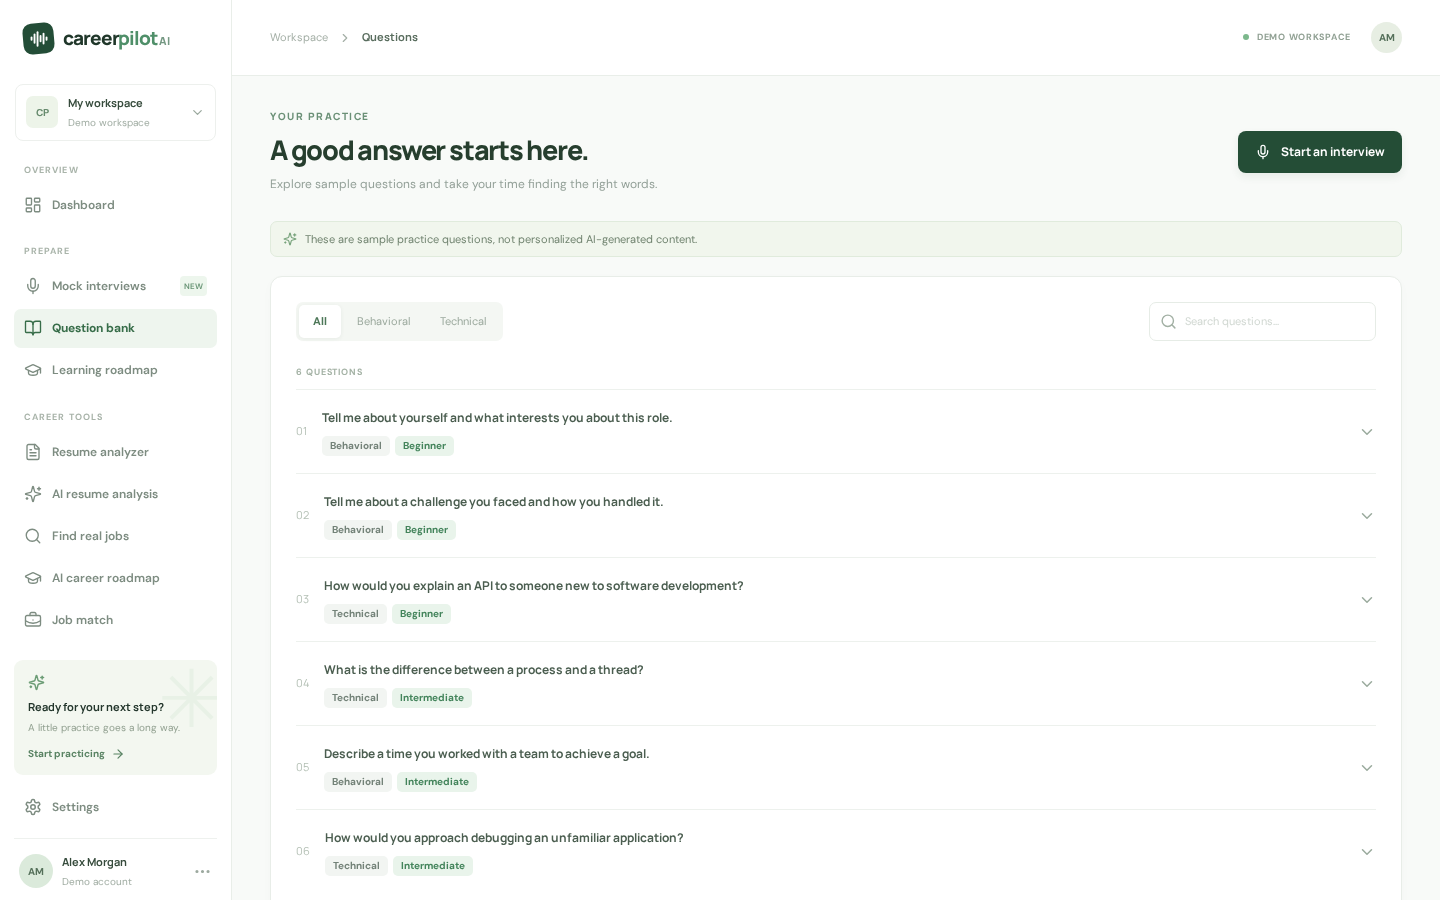 careerpilot AI
CP
My workspace
Demo workspace
OVERVIEW
Dashboard
PREPARE
Mock interviews
NEW
Question bank
Learning roadmap
CAREER TOOLS
Resume analyzer
AI resume analysis
Find real jobs
AI career roadmap
Job match
Ready for your next step?
A little practice goes a long way.
Start practicing
Settings
AM
Alex Morgan
Demo account
Workspace
Questions
DEMO WORKSPACE
AM
YOUR PRACTICE
A good answer starts here.
Explore sample questions and take your time finding the right words.
Start an interview
These are sample practice questions, not personalized AI-generated content.
All
Behavioral
Technical
Search questions...
6 QUESTIONS
01
Tell me about yourself and what interests you about this role.
Behavioral
Beginner
02
Tell me about a challenge you faced and how you handled it.
Behavioral
Beginner
03
How would you explain an API to someone new to software development?
Technical
Beginner
04
What is the difference between a process and a thread?
Technical
Intermediate
05
Describe a time you worked with a team to achieve a goal.
Behavioral
Intermediate
06
How would you approach debugging an unfamiliar application?
Technical
Intermediate